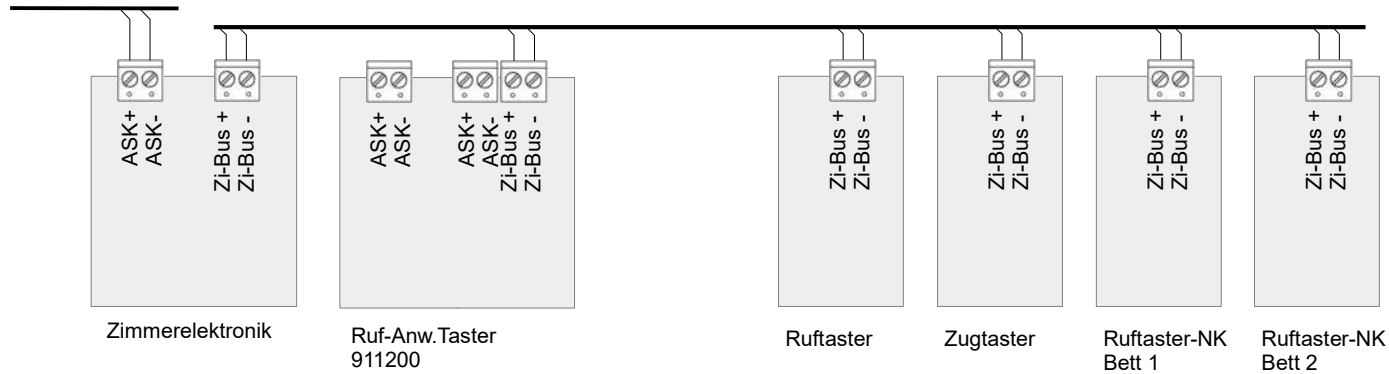 ASK+
ASK-
Zi-Bus +
Zi-Bus -
ASK+
ASK-
ASK+
ASK-
Zi-Bus +
Zi-Bus -
Zi-Bus +
Zi-Bus -
Zi-Bus +
Zi-Bus -
Zi-Bus +
Zi-Bus -
Zi-Bus +
Zi-Bus -
Zimmerelektronik
Ruf-Anw.Taster
911200
Ruftaster
Zugtaster
Ruftaster-NK
Bett 1
Ruftaster-NK
Bett 2